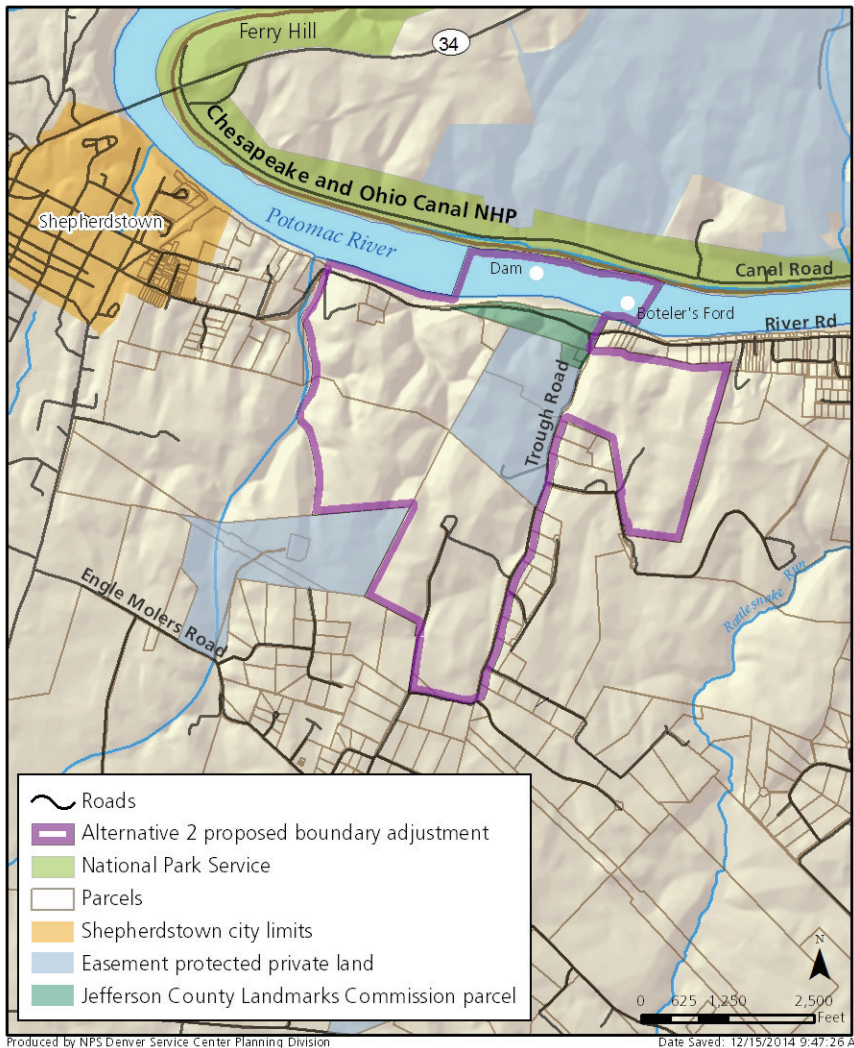 Ferry Hill
34
Chesapeake and Ohio Canal NHP
Shepherdstown
Potomac River
Dam
Canal Road
Boteler's Ford
River Rd
Trough Road
Engle Molers Road
Rattlesnake Run
Roads
Alternative 2 proposed boundary adjustment
National Park Service
Parcels
Shepherdstown city limits
Easement protected private land
Jefferson County Landmarks Commission parcel
N
0 625 1,250 2,500
Feet
Produced by NPS Denver Service Center Planning Division
Date Saved: 12/15/2014 9:47:26 A